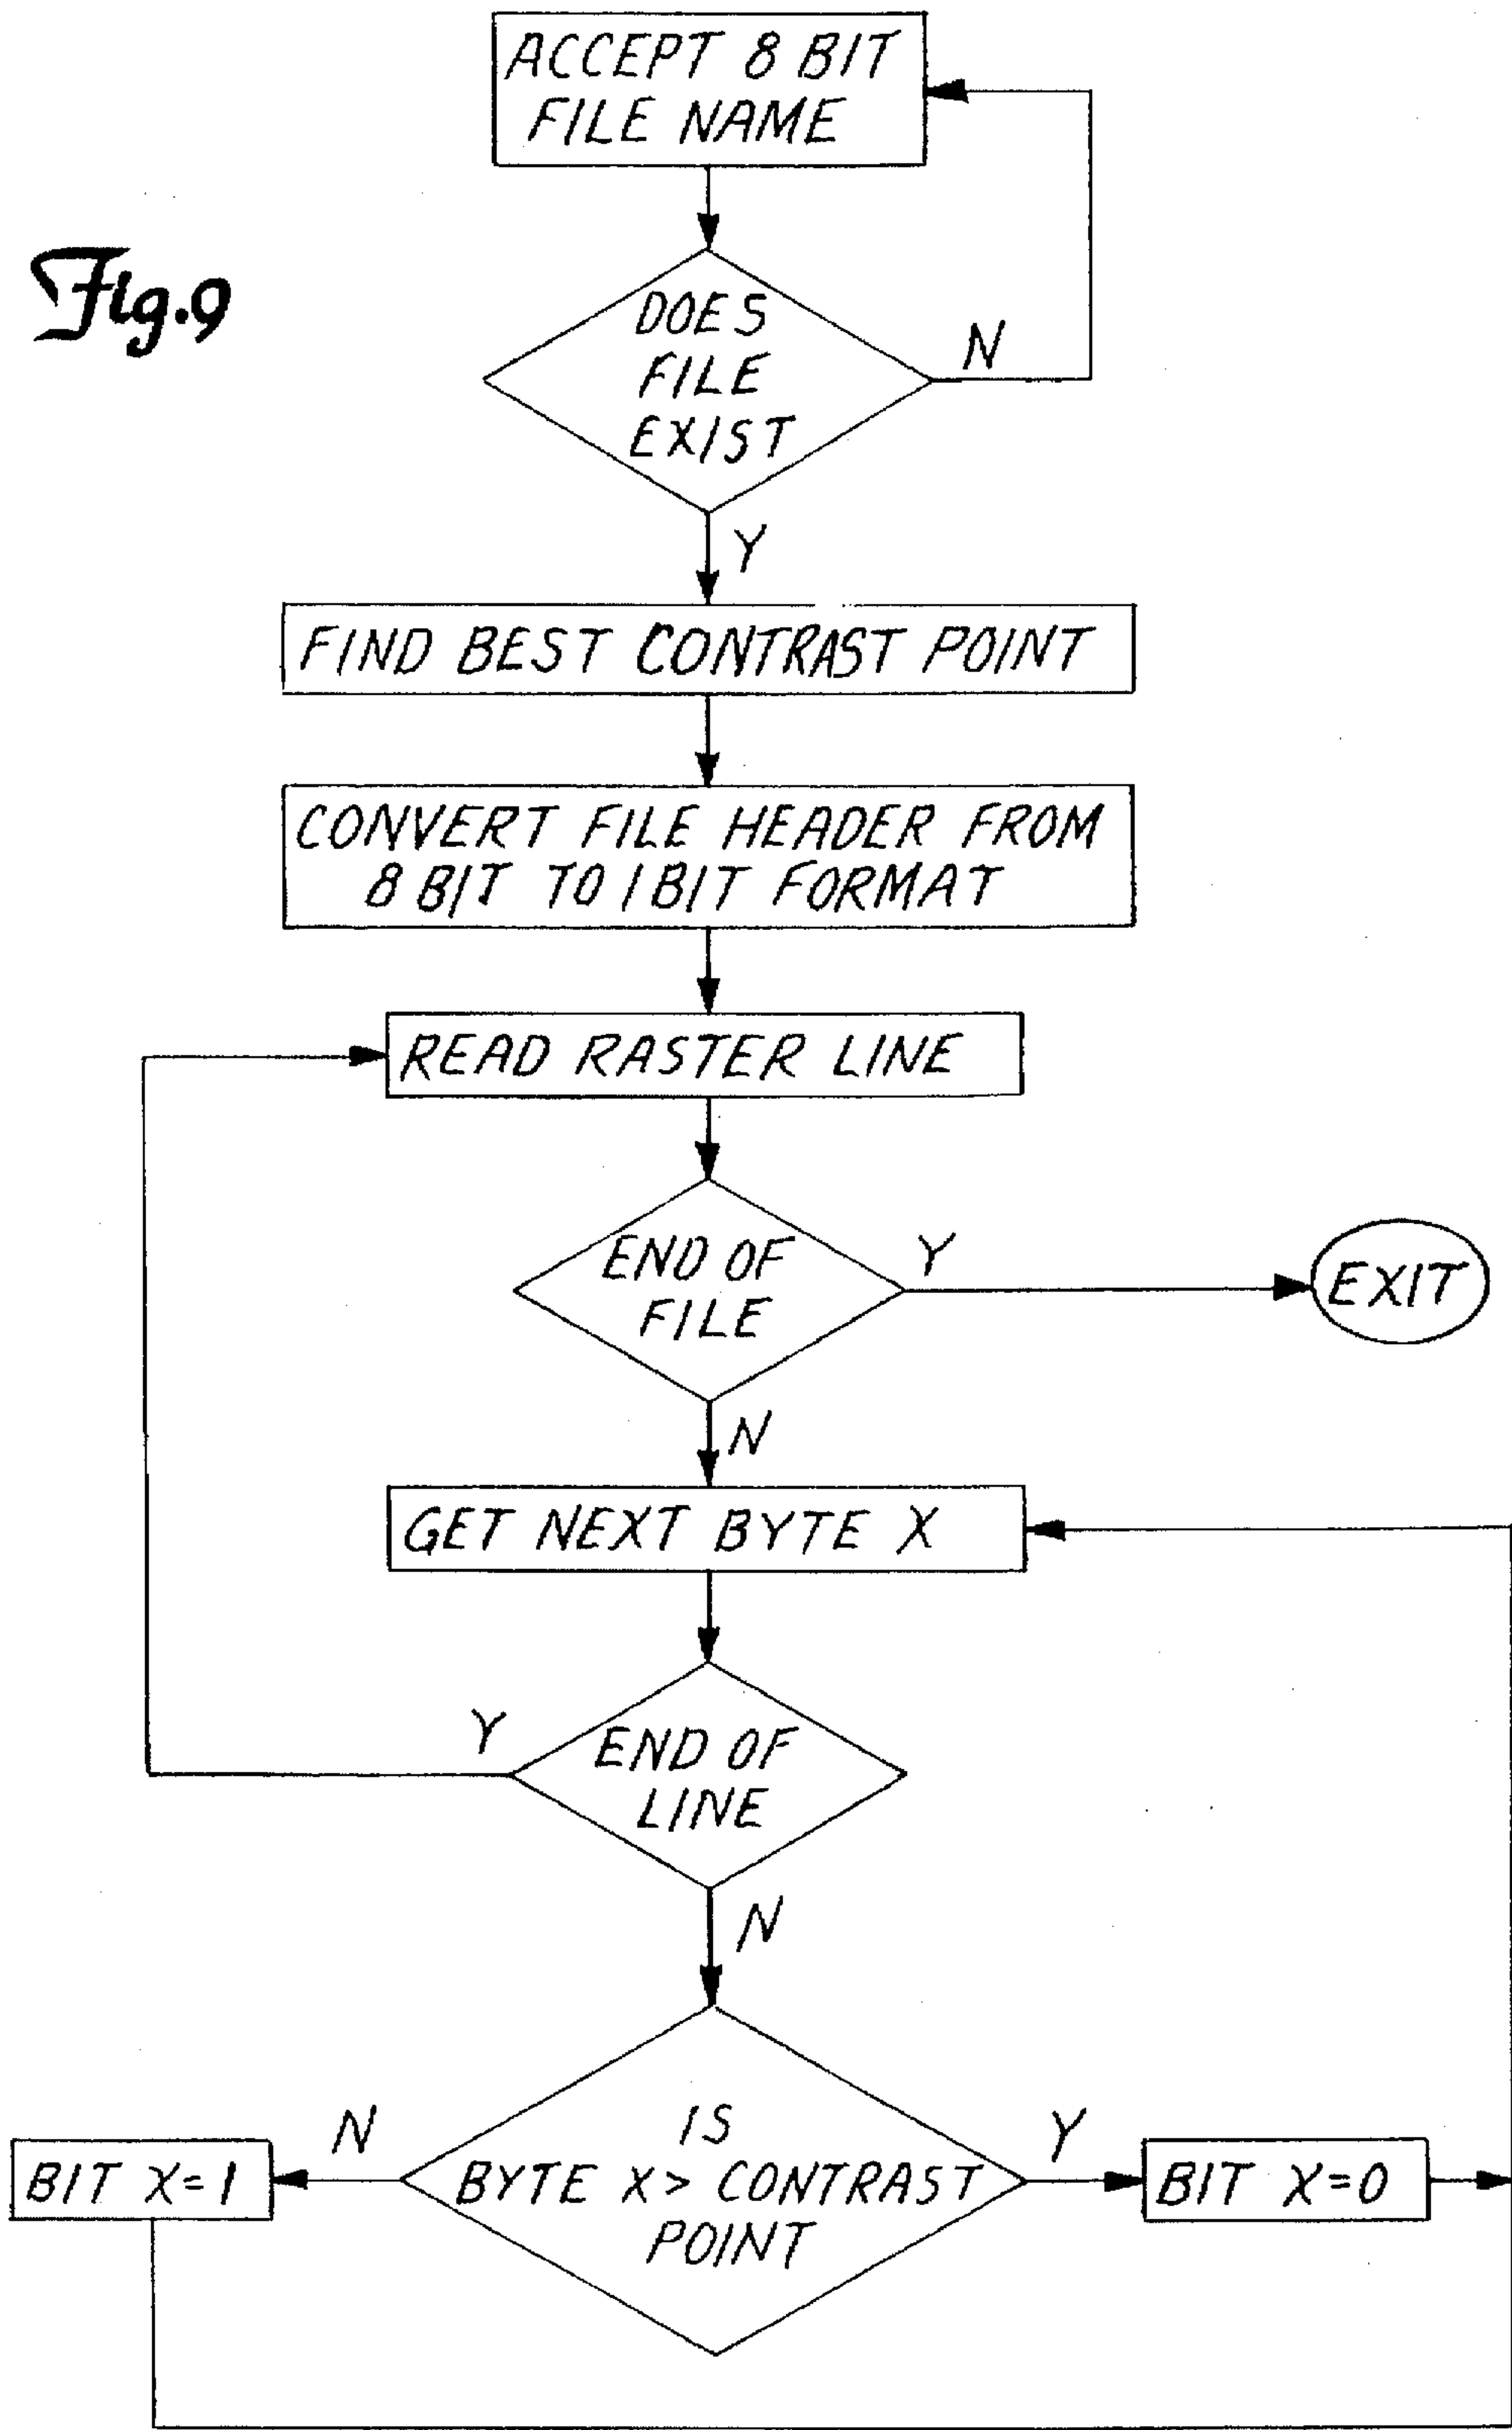 ACCEPT 8 BIT
FILE NAME
Fig.9
DOES
FILE
EXIST
N
Y
FIND BEST CONTRAST POINT
CONVERT FILE HEADER FROM
8 BIT TO 1 BIT FORMAT
READ RASTER LINE
END OF
FILE
Y
EXIT
N
GET NEXT BYTE X
Y
END OF
LINE
N
IS
BYTE X > CONTRAST
POINT
N
Y
BIT X=1
BIT X=0